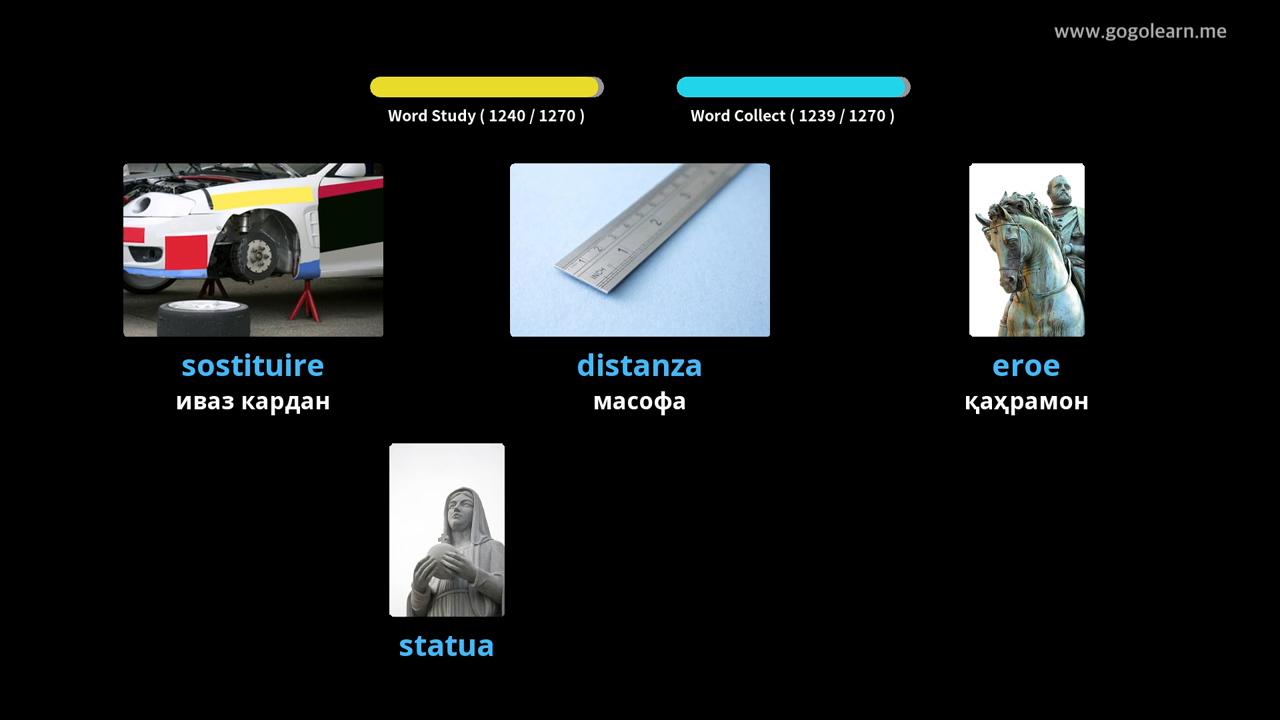 www.gogolearn.me
Word Study ( 1240 / 1270 )
Word Collect ( 1239 / 1270 )
sostituire
distanza
eroe
иваз кардан
масофа
қаҳрамон
statua